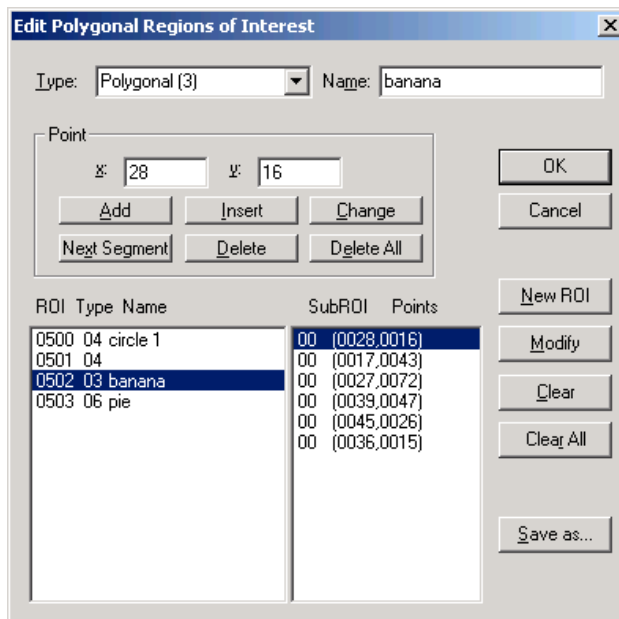 Edit Polygonal Regions of Interest
Type: Polygonal (3) Name: banana
Point
x: 28 y: 16
Add Insert Change
Next Segment Delete Delete All
OK
Cancel
ROI Type Name SubROI Points
0500 04 circle 1
0501 04
0502 03 banana
0503 06 pie
00 (0028,0016)
00 (0017,0043)
00 (0027,0072)
00 (0039,0047)
00 (0045,0026)
00 (0036,0015)
New ROI
Modify
Clear
Clear All
Save as...